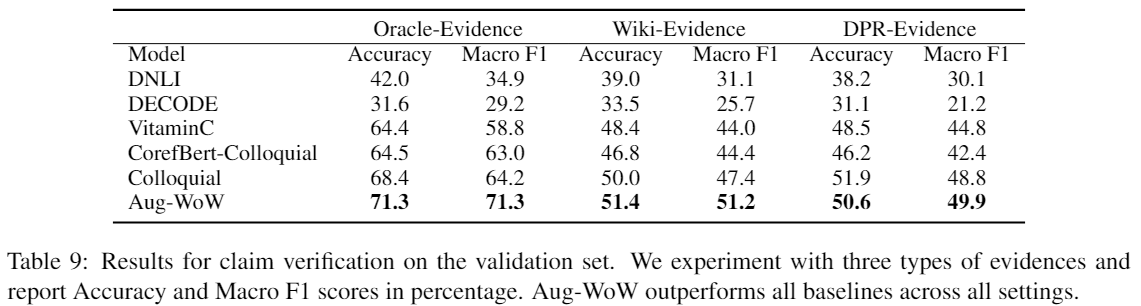 Oracle-Evidence Wiki-Evidence DPR-Evidence
Model Accuracy Macro F1 Accuracy Macro F1 Accuracy Macro F1
DNLI 42.0 34.9 39.0 31.1 38.2 30.1
DECODE 31.6 29.2 33.5 25.7 31.1 21.2
VitaminC 64.4 58.8 48.4 44.0 48.5 44.8
CorefBert-Colloquial 64.5 63.0 46.8 44.4 46.2 42.4
Colloquial 68.4 64.2 50.0 47.4 51.9 48.8
Aug-WoW 71.3 71.3 51.4 51.2 50.6 49.9
Table 9: Results for claim verification on the validation set. We experiment with three types of evidences and
report Accuracy and Macro F1 scores in percentage. Aug-WoW outperforms all baselines across all settings.